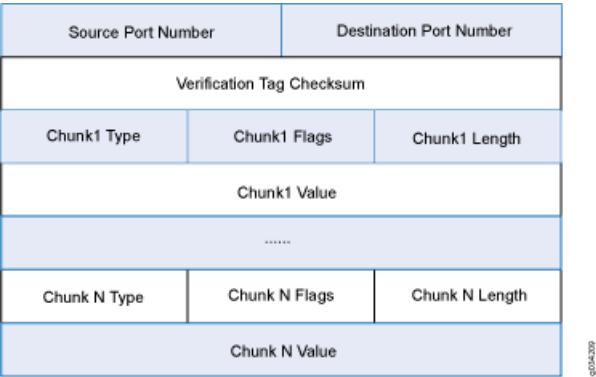 Source Port Number
Destination Port Number
Verification Tag Checksum
Chunk1 Type
Chunk1 Flags
Chunk1 Length
Chunk1 Value
......
Chunk N Type
Chunk N Flags
Chunk N Length
Chunk N Value
g034209